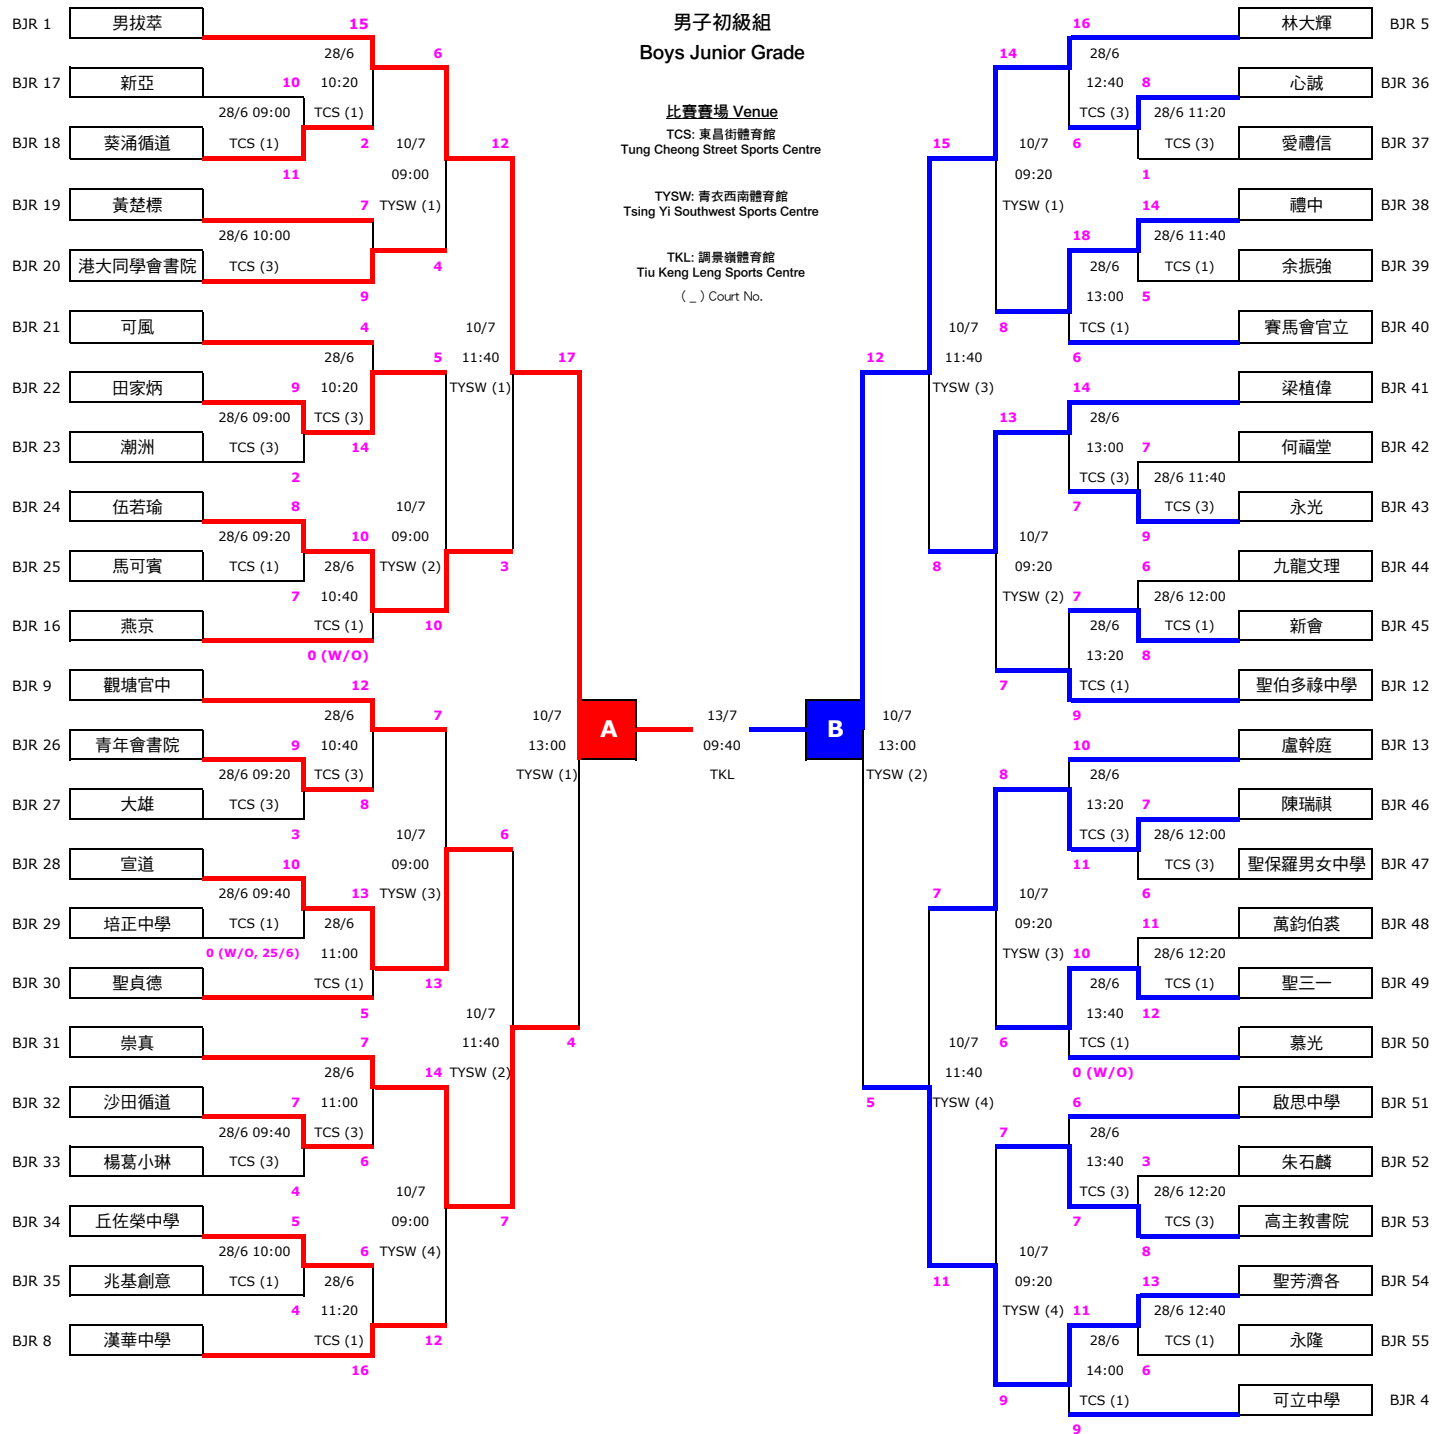 男子初級組
Boys Junior Grade
比賽賽場 Venue
TCS: 東昌街體育館
Tung Cheong Street Sports Centre
TYSW: 青衣西南體育館
Tsing Yi Southwest Sports Centre
TKL: 調景嶺體育館
Tiu Keng Leng Sports Centre
( _ ) Court No.
BJR 1 男拔萃 15
28/6 6
BJR 17 新亞 10 10:20
28/6 09:00 TCS (1)
BJR 18 葵涌循道 TCS (1) 2 10/7 12
11 09:00
BJR 19 黃楚標 7 TYSW (1)
28/6 10:00
BJR 20 港大同學會書院 TCS (3) 4
9
BJR 21 可風 4 10/7
28/6 5 11:40 17
BJR 22 田家炳 9 10:20 TYSW (1)
28/6 09:00 TCS (3)
BJR 23 潮洲 TCS (3) 14
2
BJR 24 伍若瑜 8 10/7
28/6 09:20 10 09:00
BJR 25 馬可賓 TCS (1) 28/6 TYSW (2) 3
7 10:40
BJR 16 燕京 TCS (1) 10
0 (W/O)
BJR 9 觀塘官中 12
28/6 7 10/7
BJR 26 青年會書院 9 10:40 13:00
28/6 09:20 TCS (3) TYSW (1)
BJR 27 大雄 TCS (3) 8
3 10/7 6
BJR 28 宣道 10 09:00
28/6 09:40 13 TYSW (3)
BJR 29 培正中學 TCS (1) 28/6
0 (W/O, 25/6) 11:00
BJR 30 聖貞德 TCS (1) 13
5 10/7
BJR 31 崇真 7 11:40 4
28/6 14 TYSW (2)
BJR 32 沙田循道 7 11:00
28/6 09:40 TCS (3)
BJR 33 楊葛小琳 TCS (3) 6
4 10/7
BJR 34 丘佐榮中學 5 09:00 7
28/6 10:00 6 TYSW (4)
BJR 35 兆基創意 TCS (1) 28/6
4 11:20
BJR 8 漢華中學 TCS (1) 12
16
A
13/7
09:40
TKL
B
16 林大輝 BJR 5
14 28/6
12:40 8 心誠 BJR 36
TCS (3) 28/6 11:20
15 10/7 6 TCS (3) 愛禮信 BJR 37
09:20 1
TYSW (1) 14 禮中 BJR 38
18 28/6 11:40
28/6 TCS (1) 余振強 BJR 39
13:00 5
10/7 8 TCS (1) 賽馬會官立 BJR 40
12 11:40 6
TYSW (3) 14 梁植偉 BJR 41
13 28/6
13:00 7 何福堂 BJR 42
TCS (3) 28/6 11:40
7 TCS (3) 永光 BJR 43
10/7 9
8 09:20 6 九龍文理 BJR 44
TYSW (2) 7 28/6 12:00
28/6 TCS (1) 新會 BJR 45
13:20 8
7 TCS (1) 聖伯多祿中學 BJR 12
10/7 9
13:00 10 盧幹庭 BJR 13
TYSW (2) 8 28/6
13:20 7 陳瑞祺 BJR 46
TCS (3) 28/6 12:00
11 TCS (3) 聖保羅男女中學 BJR 47
7 10/7 6
09:20 11 萬鈞伯裘 BJR 48
TYSW (3) 10 28/6 12:20
28/6 TCS (1) 聖三一 BJR 49
13:40 12
10/7 6 TCS (1) 慕光 BJR 50
11:40 0 (W/O)
5 TYSW (4) 6 啟思中學 BJR 51
7 28/6
13:40 3 朱石麟 BJR 52
TCS (3) 28/6 12:20
7 TCS (3) 高主教書院 BJR 53
10/7 8
11 09:20 13 聖芳濟各 BJR 54
TYSW (4) 11 28/6 12:40
28/6 TCS (1) 永隆 BJR 55
14:00 6
9 TCS (1) 可立中學 BJR 4
9